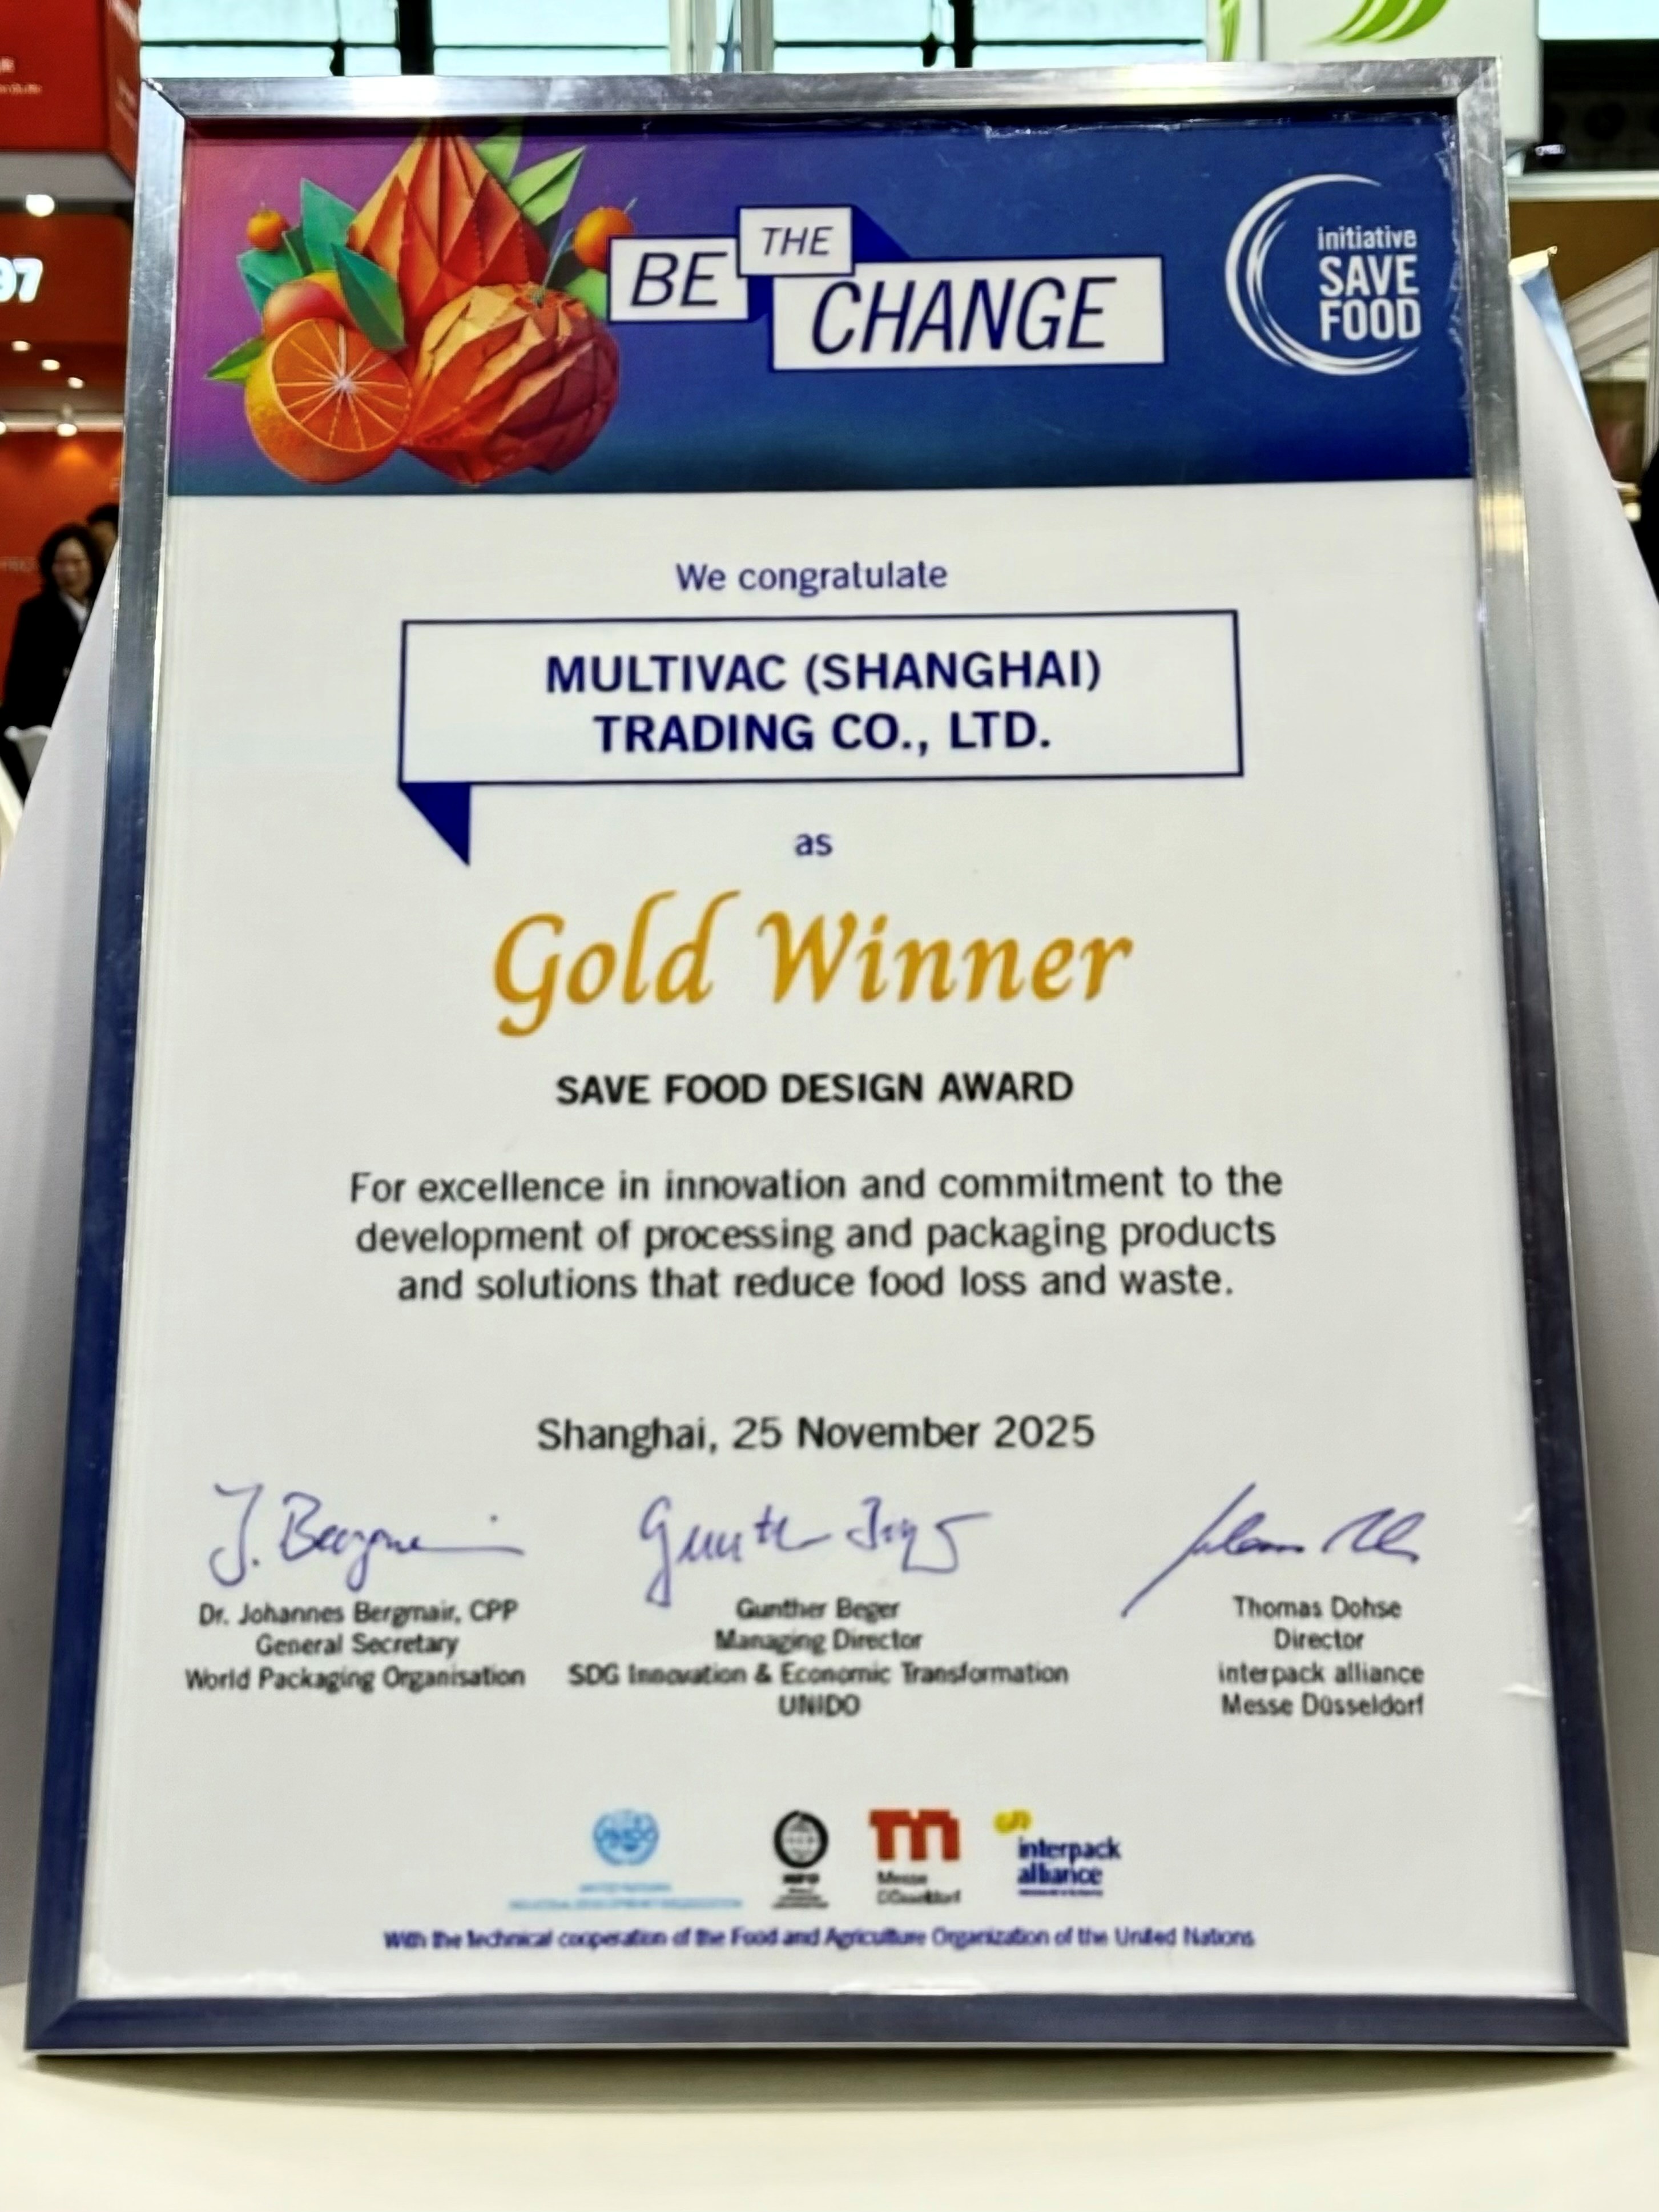 97
BE THE CHANGE
initiative
SAVE
FOOD
We congratulate
MULTIVAC (SHANGHAI)
TRADING CO., LTD.
as
Gold Winner
SAVE FOOD DESIGN AWARD
For excellence in innovation and commitment to the
development of processing and packaging products
and solutions that reduce food loss and waste.
Shanghai, 25 November 2025
Dr. Johannes Bergmair, CPP
General Secretary
World Packaging Organisation
Gunther Beger
Managing Director
SDG Innovation & Economic Transformation
UNIDO
Thomas Dohse
Director
interpack alliance
Messe Düsseldorf
Messe
Düsseldorf
interpack
alliance
With the technical cooperation of the Food and Agriculture Organization of the United Nations